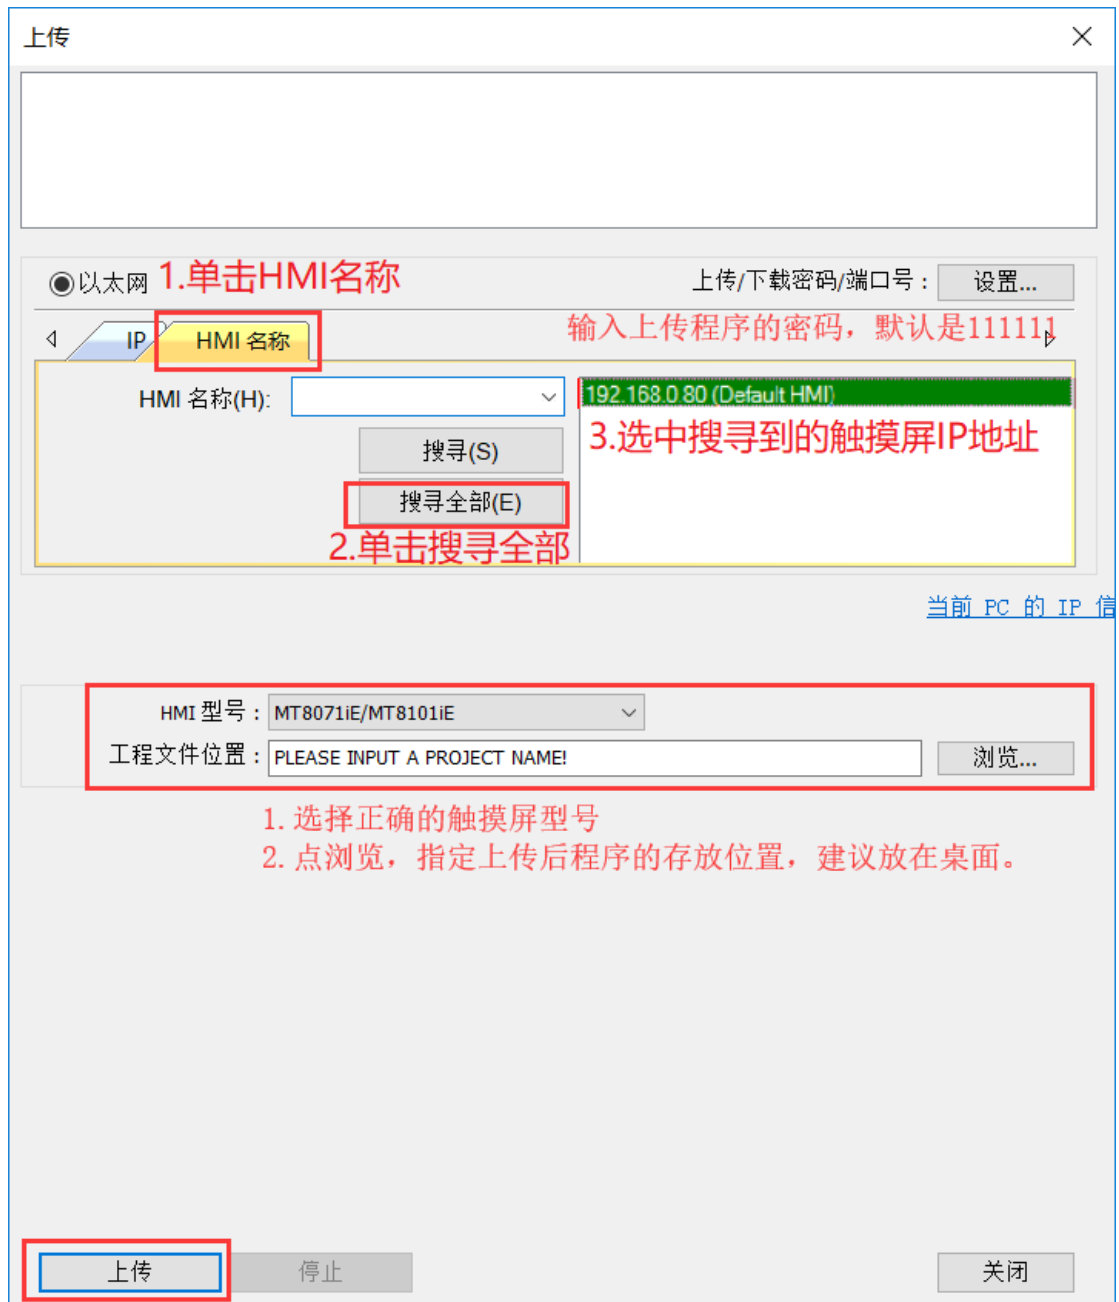 上传
以太网 1.单击HMI名称
上传/下载密码/端口号： 设置...
输入上传程序的密码，默认是111111
IP HMI 名称
HMI 名称(H):
192.168.0.80 (Default HMI)
3.选中搜寻到的触摸屏IP地址
搜寻(S)
搜寻全部(E)
2.单击搜寻全部
当前 PC 的 IP 信
HMI 型号： MT8071iE/MT8101iE
工程文件位置： PLEASE INPUT A PROJECT NAME! 浏览...
1.选择正确的触摸屏型号
2.点浏览，指定上传后程序的存放位置，建议放在桌面。
上传 停止 关闭